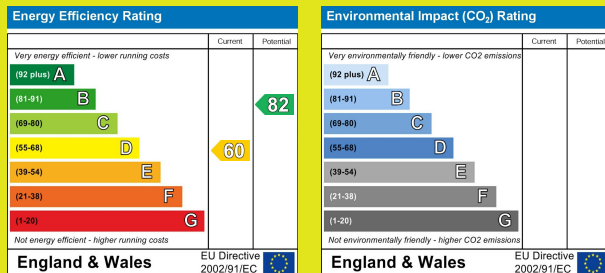 Energy Efficiency Rating
Current Potential
Very energy efficient - lower running costs
(92 plus) A
(81-91) B
82
(69-80) C
(55-68) D
60
(39-54) E
(21-38) F
(1-20) G
Not energy efficient - higher running costs
England & Wales
EU Directive
2002/91/EC
Environmental Impact (CO₂) Rating
Current Potential
Very environmentally friendly - lower CO2 emissions
(92 plus) A
(81-91) B
(69-80) C
(55-68) D
(39-54) E
(21-38) F
(1-20) G
Not environmentally friendly - higher CO2 emissions
England & Wales
EU Directive
2002/91/EC